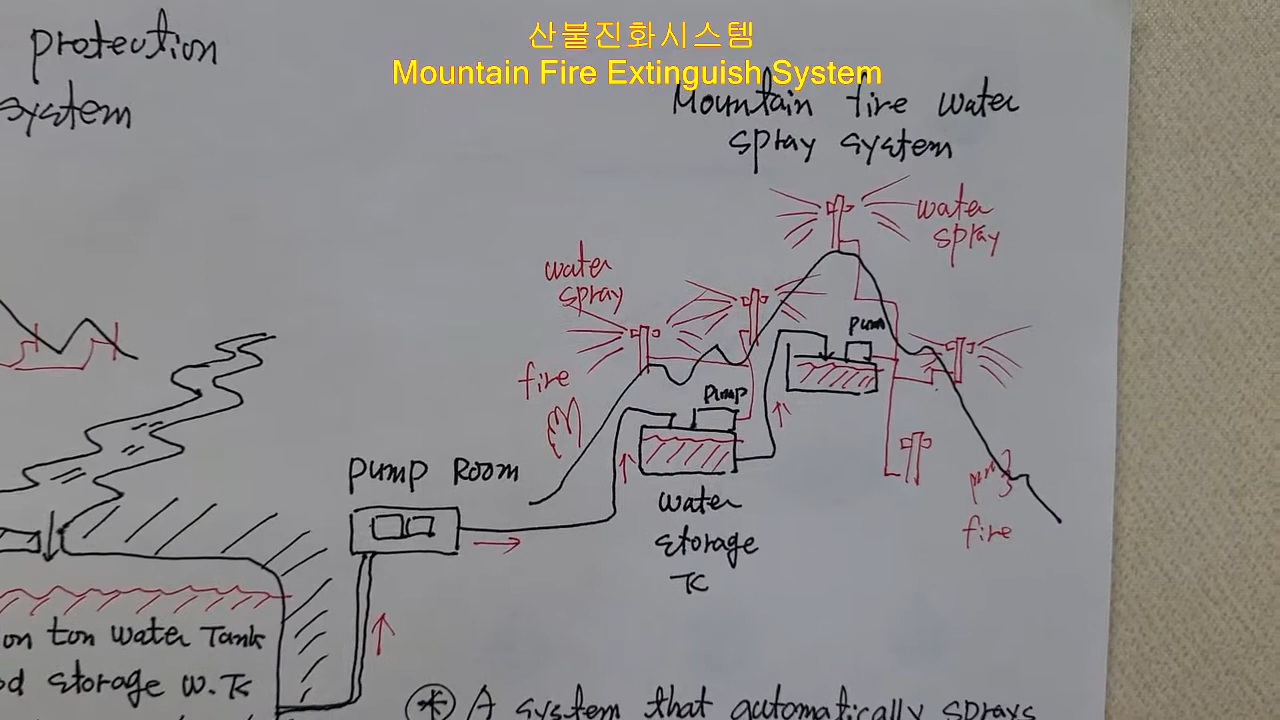 산불진화시스템
Mountain Fire Extinguish System
protection
system
Mountain fire water
spray system
water
spray
water
spray
fire
pump
pump
pump Room
water
storage
TK
fire
on ton water Tank
od storage W.TK
* A system that automatically sprays